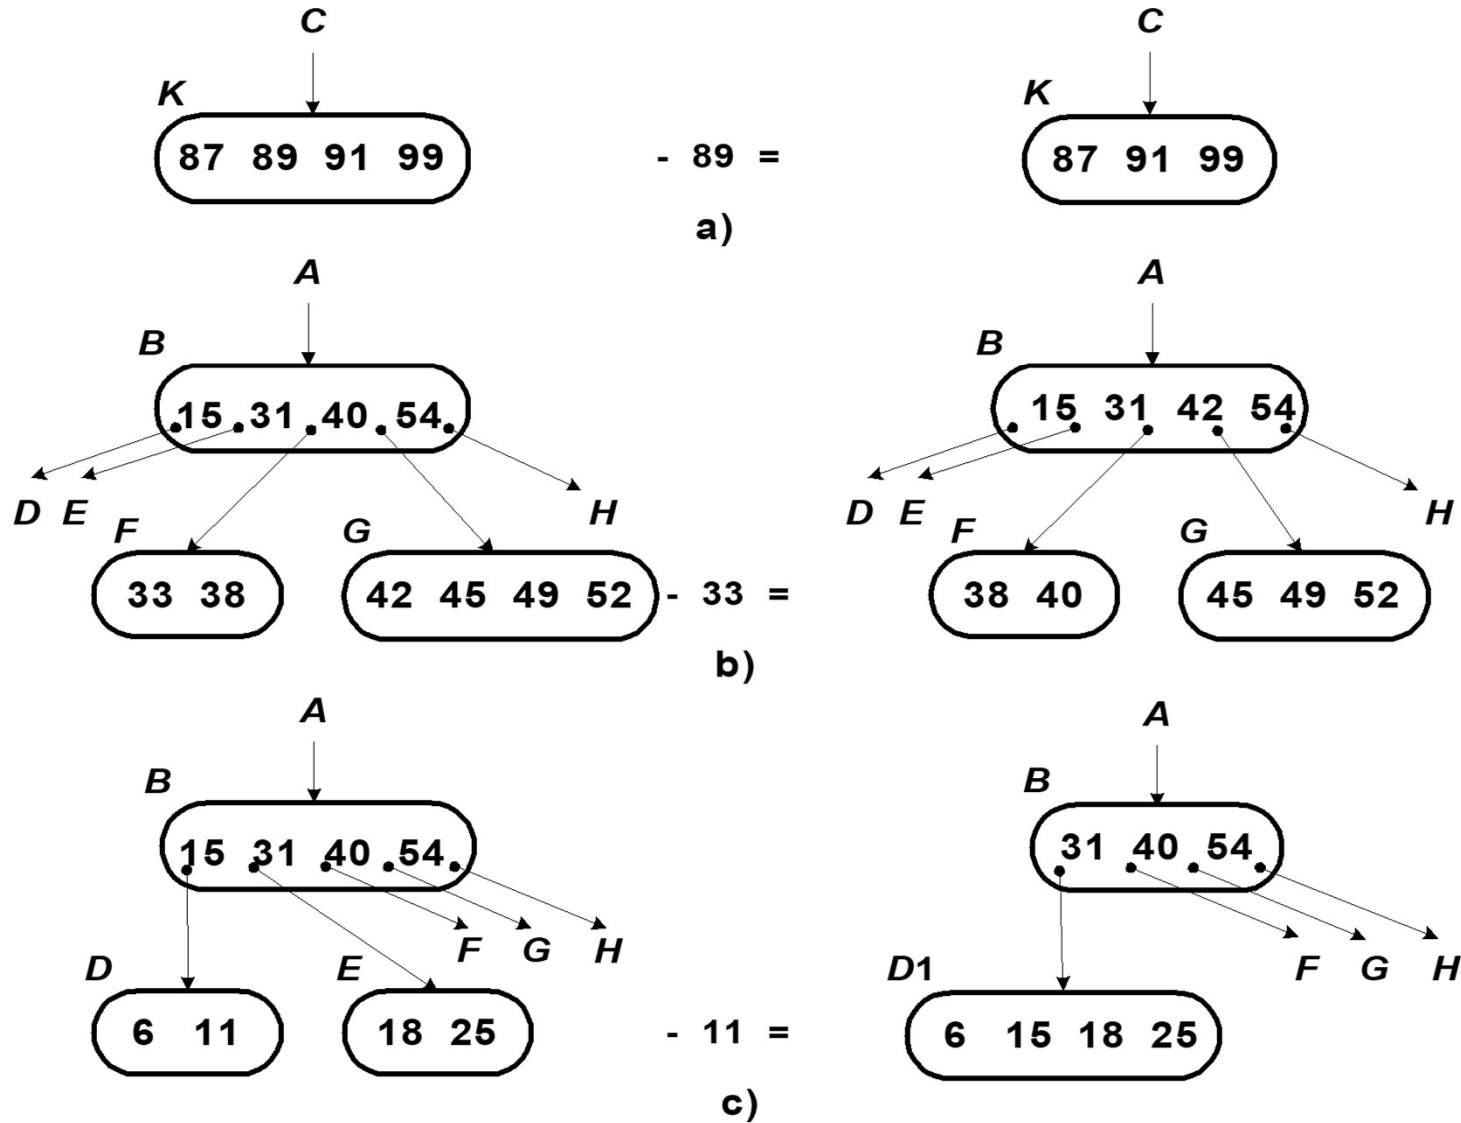 C C
K K
87 89 91 99 - 89 = 87 91 99
a)
A A
B B
15 31 40 54 15 31 42 54
D E H D E H
F G F G
33 38 42 45 49 52 - 33 = 38 40 45 49 52
b)
A A
B B
15 31 40 54 31 40 54
F G H F G H
D E D1
6 11 18 25 - 11 = 6 15 18 25
c)